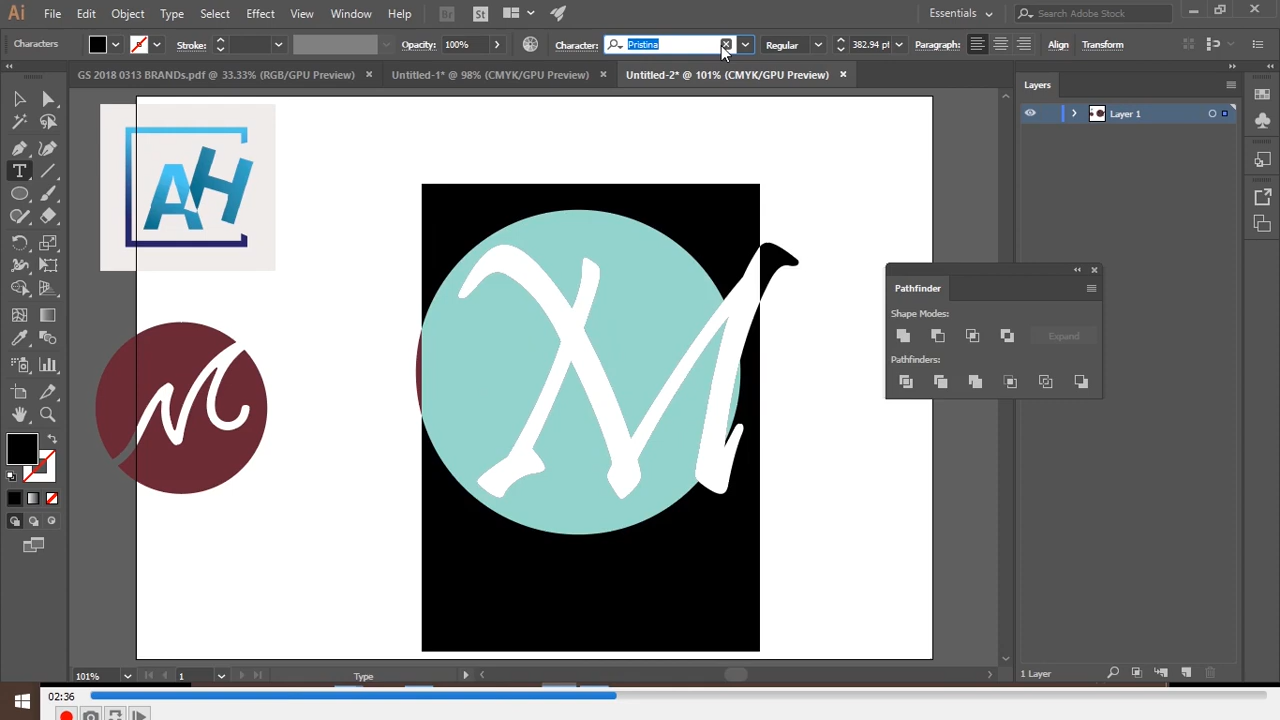 Ai File Edit Object Type Select Effect View Window Help Br St Essentials Search Adobe Stock
Characters Stroke: Opacity: 100% Character: Pristina Regular 382.94 pt Paragraph: Align Transform
GS 2018 0313 BRANDs.pdf @ 33.33% (RGB/GPU Preview) Untitled-1* @ 98% (CMYK/GPU Preview) Untitled-2* @ 101% (CMYK/GPU Preview)
Layers
Layer 1
AH
M
M
Pathfinder
Shape Modes:
Expand
Pathfinders:
101% 1 Type 1 Layer
02:36